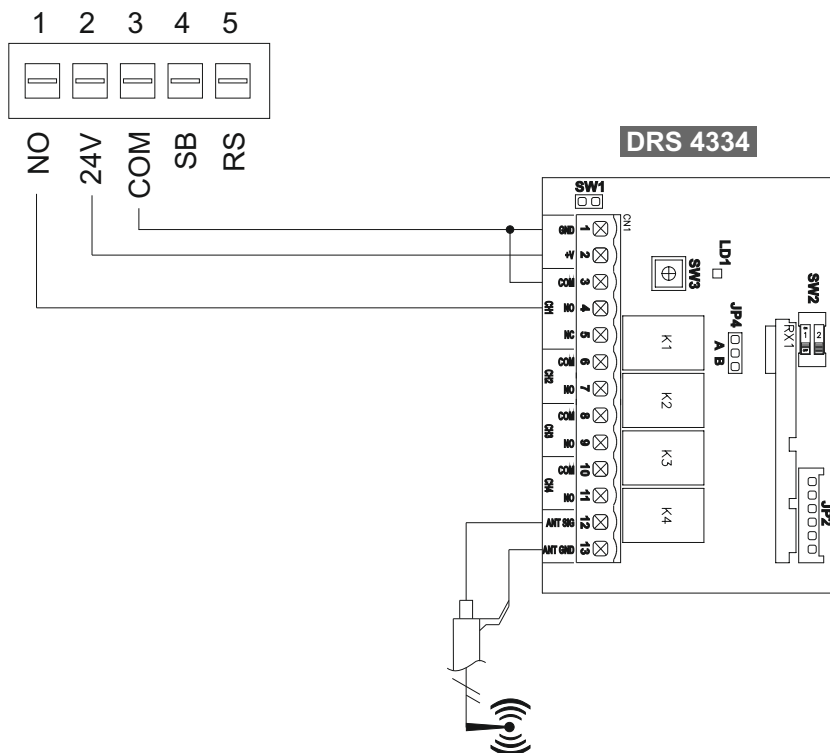 1 2 3 4 5
NO 24V COM SB RS
DRS 4334
SW1
CN1
GND 1
+V 2
COM 3
NO 4
NC 5
CH1
COM 6
NO 7
CH2
COM 8
NO 9
CH3
COM 10
NO 11
CH4
ANT SIG 12
ANT GND 13
SW3
LD1
JP4
A B
K1
K2
K3
K4
RX1
SW2
1 2
JP2